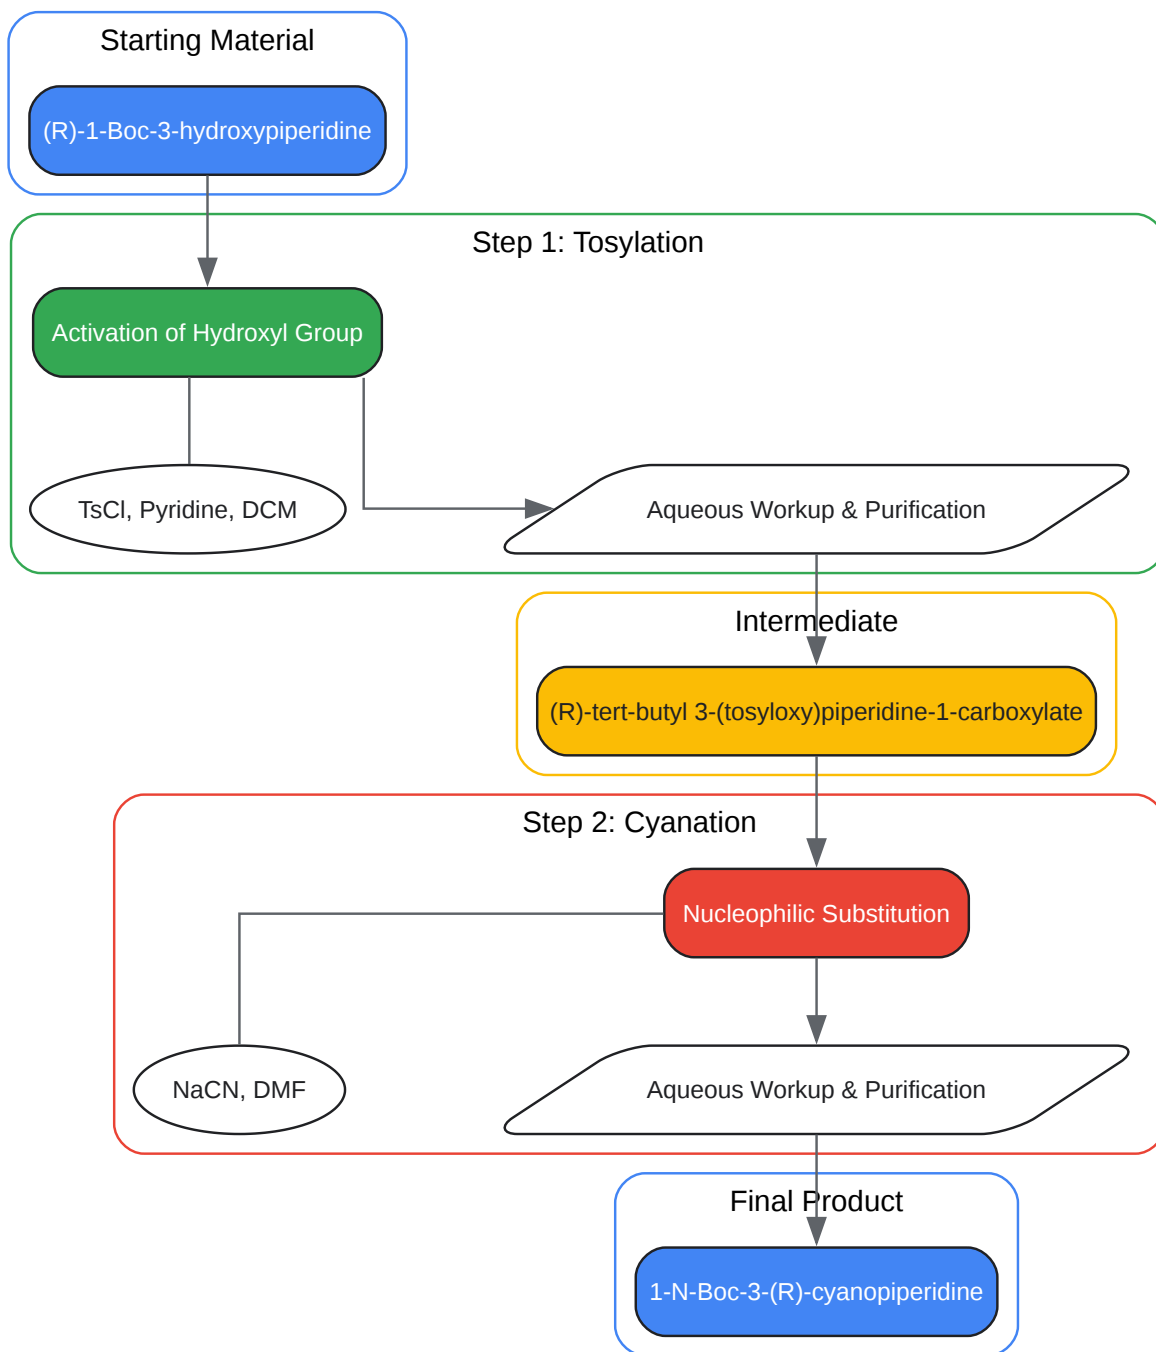 Starting Material
(R)-1-Boc-3-hydroxypiperidine
Step 1: Tosylation
Activation of Hydroxyl Group
TsCl, Pyridine, DCM
Aqueous Workup & Purification
Intermediate
(R)-tert-butyl 3-(tosyloxy)piperidine-1-carboxylate
Step 2: Cyanation
Nucleophilic Substitution
NaCN, DMF
Aqueous Workup & Purification
Final Product
1-N-Boc-3-(R)-cyanopiperidine